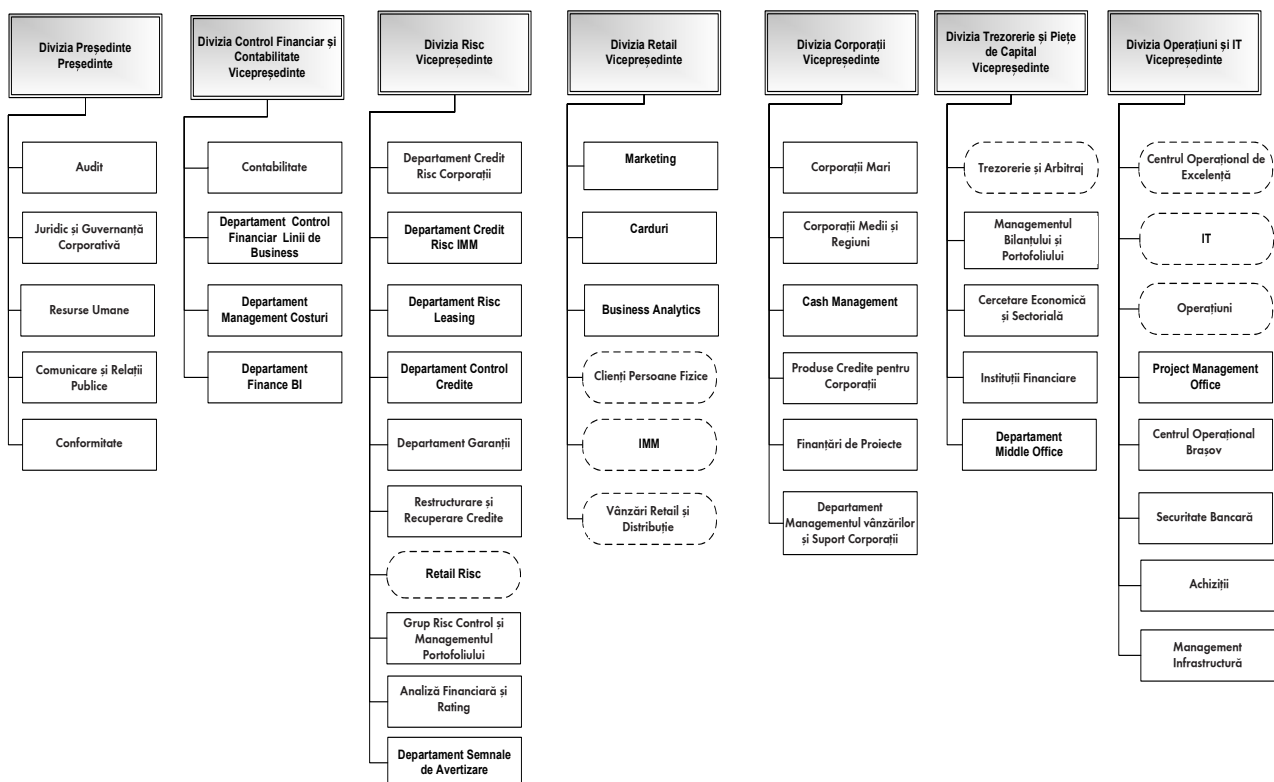 Divizia Președinte
Președinte
Audit
Juridic și Guvernanță
Corporativă
Resurse Umane
Comunicare și Relații
Publice
Conformitate
Divizia Control Financiar și
Contabilitate
Vicepreședinte
Contabilitate
Departament Control
Financiar Linii de
Business
Departament
Management Costuri
Departament
Finance BI
Divizia Risc
Vicepreședinte
Departament Credit
Risc Corporații
Departament Credit
Risc IMM
Departament Risc
Leasing
Departament Control
Credite
Departament Garanții
Restructurare și
Recuperare Credite
Retail Risc
Grup Risc Control și
Managementul
Portofoliului
Analiză Financiară și
Rating
Departament Semnale
de Avertizare
Divizia Retail
Vicepreședinte
Marketing
Carduri
Business Analytics
Clienți Persoane Fizice
IMM
Vânzări Retail și
Distribuție
Divizia Corporații
Vicepreședinte
Corporații Mari
Corporații Medii și
Regiuni
Cash Management
Produse Credite pentru
Corporații
Finanțări de Proiecte
Departament
Managementul vânzărilor
și Suport Corporații
Divizia Trezorerie și Piețe
de Capital
Vicepreședinte
Trezorerie și Arbitraj
Managementul
Bilanțului și
Portofoliului
Cercetare Economică
și Sectorială
Instituții Financiare
Departament
Middle Office
Divizia Operațiuni și IT
Vicepreședinte
Centrul Operațional de
Excelență
IT
Operațiuni
Project Management
Office
Centrul Operațional
Brașov
Securitate Bancară
Achiziții
Management
Infrastructură